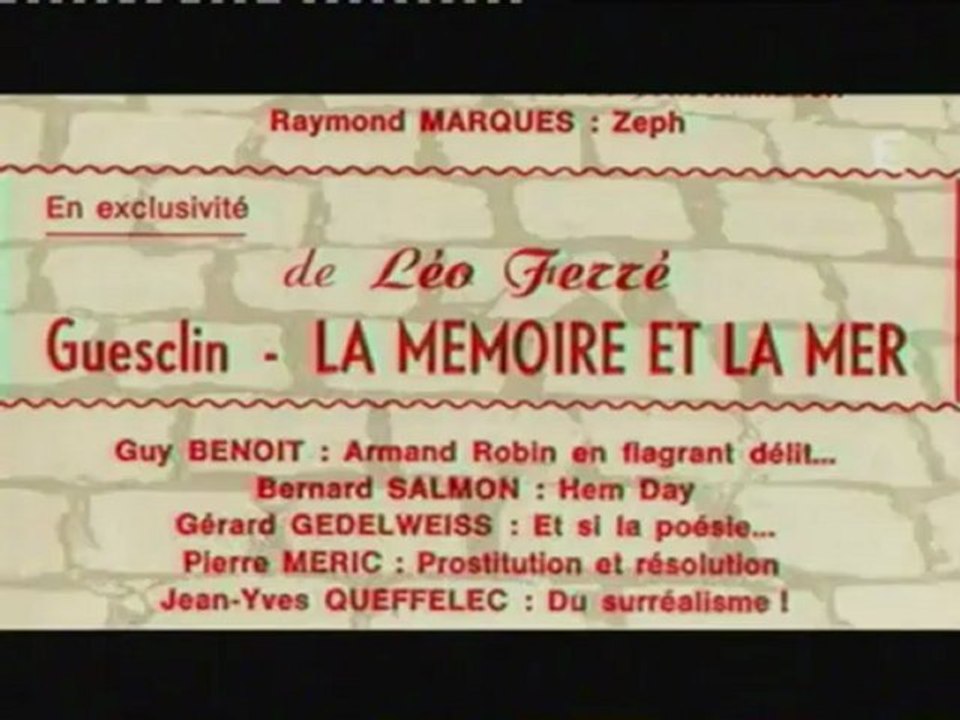 Raymond MARQUES : Zeph
En exclusivité
de Léo Ferré
Guesclin - LA MEMOIRE ET LA MER
Guy BENOIT : Armand Robin en flagrant délit...
Bernard SALMON : Hem Day
Gérard GEDELWEISS : Et si la poésie...
Pierre MERIC : Prostitution et résolution
Jean-Yves QUEFFELEC : Du surréalisme !